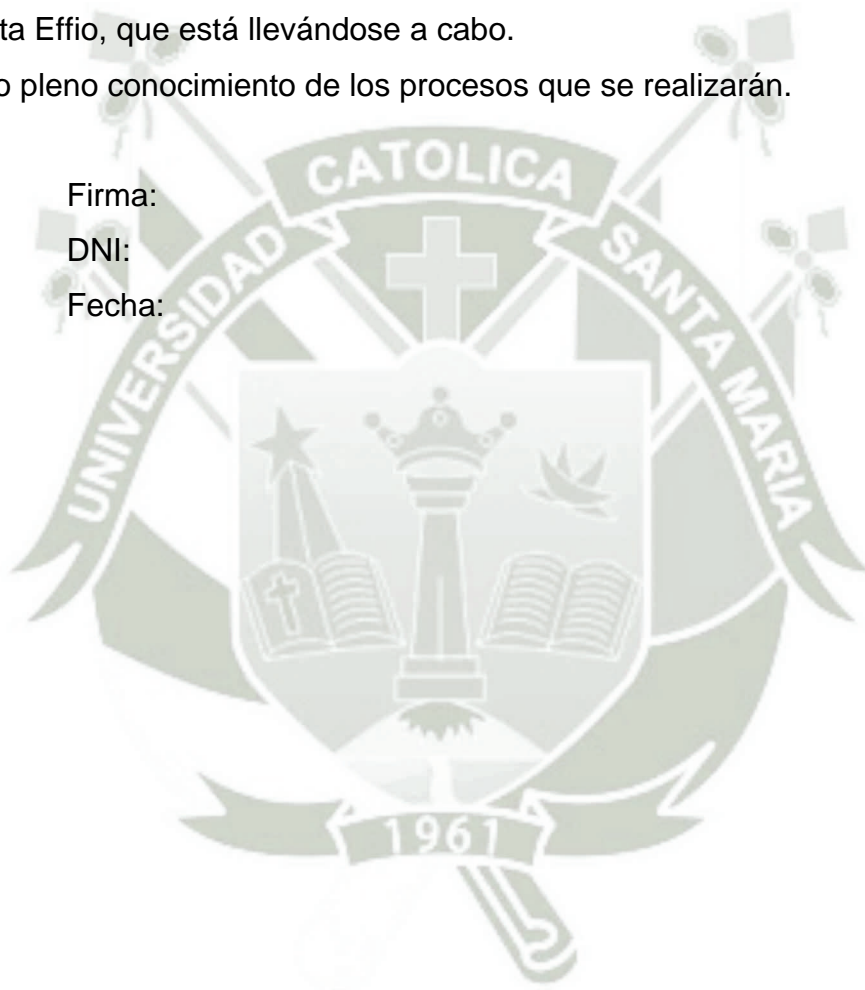 ta Effio, que está llevándose a cabo.
o pleno conocimiento de los procesos que se realizarán.
Firma:
DNI:
Fecha:
UNIVERSIDAD CATOLICA SANTA MARIA
1961